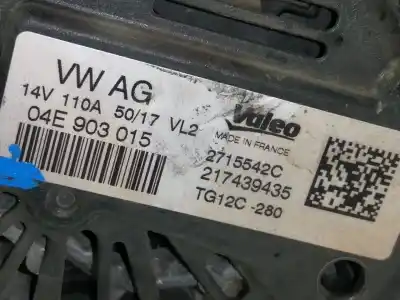 VW AG
14V 110A 50/17 VL2
04E 903 015
Valeo
MADE IN FRANCE
2715542C
217439435
TG12C -280